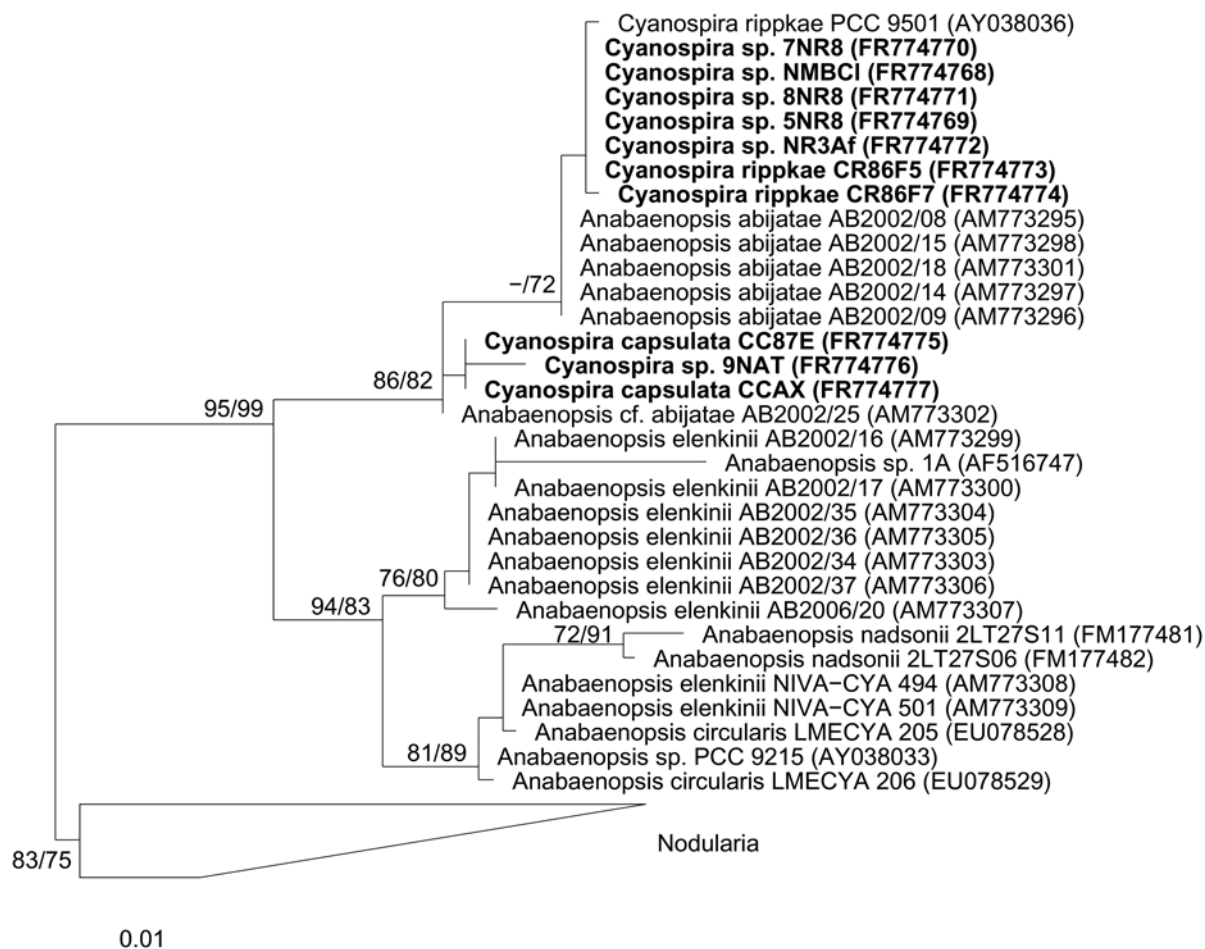 Cyanospira rippkae PCC 9501 (AY038036)
Cyanospira sp. 7NR8 (FR774770)
Cyanospira sp. NMBCl (FR774768)
Cyanospira sp. 8NR8 (FR774771)
Cyanospira sp. 5NR8 (FR774769)
Cyanospira sp. NR3Af (FR774772)
Cyanospira rippkae CR86F5 (FR774773)
Cyanospira rippkae CR86F7 (FR774774)
Anabaenopsis abijatae AB2002/08 (AM773295)
Anabaenopsis abijatae AB2002/15 (AM773298)
Anabaenopsis abijatae AB2002/18 (AM773301)
−/72
Anabaenopsis abijatae AB2002/14 (AM773297)
Anabaenopsis abijatae AB2002/09 (AM773296)
Cyanospira capsulata CC87E (FR774775)
Cyanospira sp. 9NAT (FR774776)
86/82
Cyanospira capsulata CCAX (FR774777)
95/99
Anabaenopsis cf. abijatae AB2002/25 (AM773302)
Anabaenopsis elenkinii AB2002/16 (AM773299)
Anabaenopsis sp. 1A (AF516747)
Anabaenopsis elenkinii AB2002/17 (AM773300)
Anabaenopsis elenkinii AB2002/35 (AM773304)
Anabaenopsis elenkinii AB2002/36 (AM773305)
Anabaenopsis elenkinii AB2002/34 (AM773303)
76/80
Anabaenopsis elenkinii AB2002/37 (AM773306)
94/83
Anabaenopsis elenkinii AB2006/20 (AM773307)
72/91
Anabaenopsis nadsonii 2LT27S11 (FM177481)
Anabaenopsis nadsonii 2LT27S06 (FM177482)
Anabaenopsis elenkinii NIVA−CYA 494 (AM773308)
Anabaenopsis elenkinii NIVA−CYA 501 (AM773309)
Anabaenopsis circularis LMECYA 205 (EU078528)
81/89
Anabaenopsis sp. PCC 9215 (AY038033)
Anabaenopsis circularis LMECYA 206 (EU078529)
Nodularia
83/75
0.01